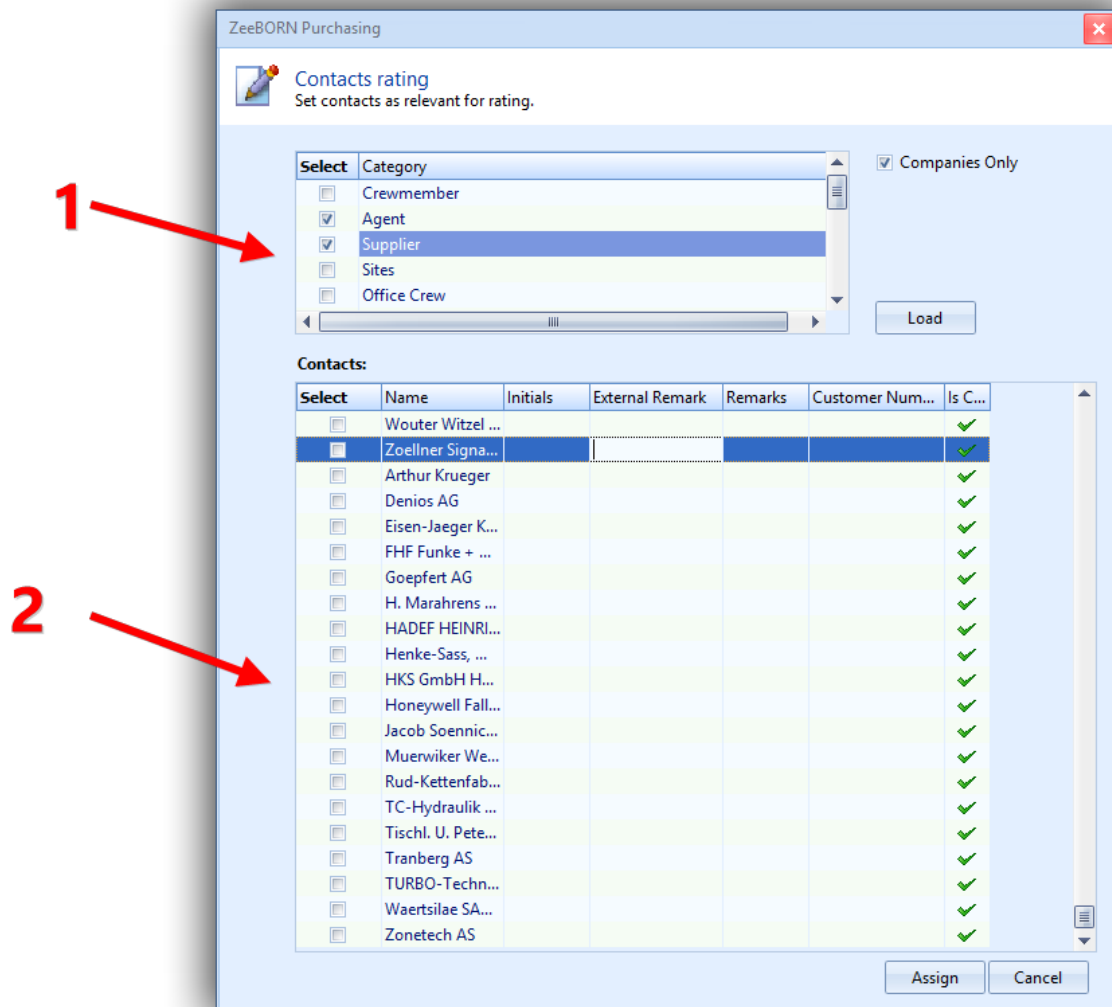 ZeeBORN Purchasing
Contacts rating
Set contacts as relevant for rating.
Select Category
Companies Only
Crewmember
1
Agent
Supplier
Sites
Office Crew
Load
Contacts:
Select Name Initials External Remark Remarks Customer Num... Is C...
Wouter Witzel ...
Zoellner Signa...
Arthur Krueger
Denios AG
Eisen-Jaeger K...
FHF Funke + ...
Goepfert AG
2
H. Marahrens ...
HADEF HEINRI...
Henke-Sass, ...
HKS GmbH H...
Honeywell Fall...
Jacob Soennic...
Muerwiker We...
Rud-Kettenfab...
TC-Hydraulik ...
Tischl. U. Pete...
Tranberg AS
TURBO-Techn...
Waertsilae SA...
Zonetech AS
Assign Cancel